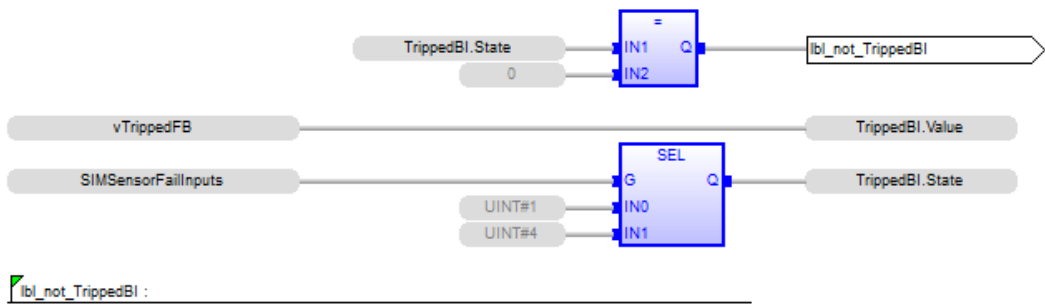 =
TrippedBI.State IN1 Q lbl_not_TrippedBI
0 IN2
vTrippedFB TrippedBI.Value
SEL
SIMSensorFailInputs G Q TrippedBI.State
UINT#1 IN0
UINT#4 IN1
lbl_not_TrippedBI :